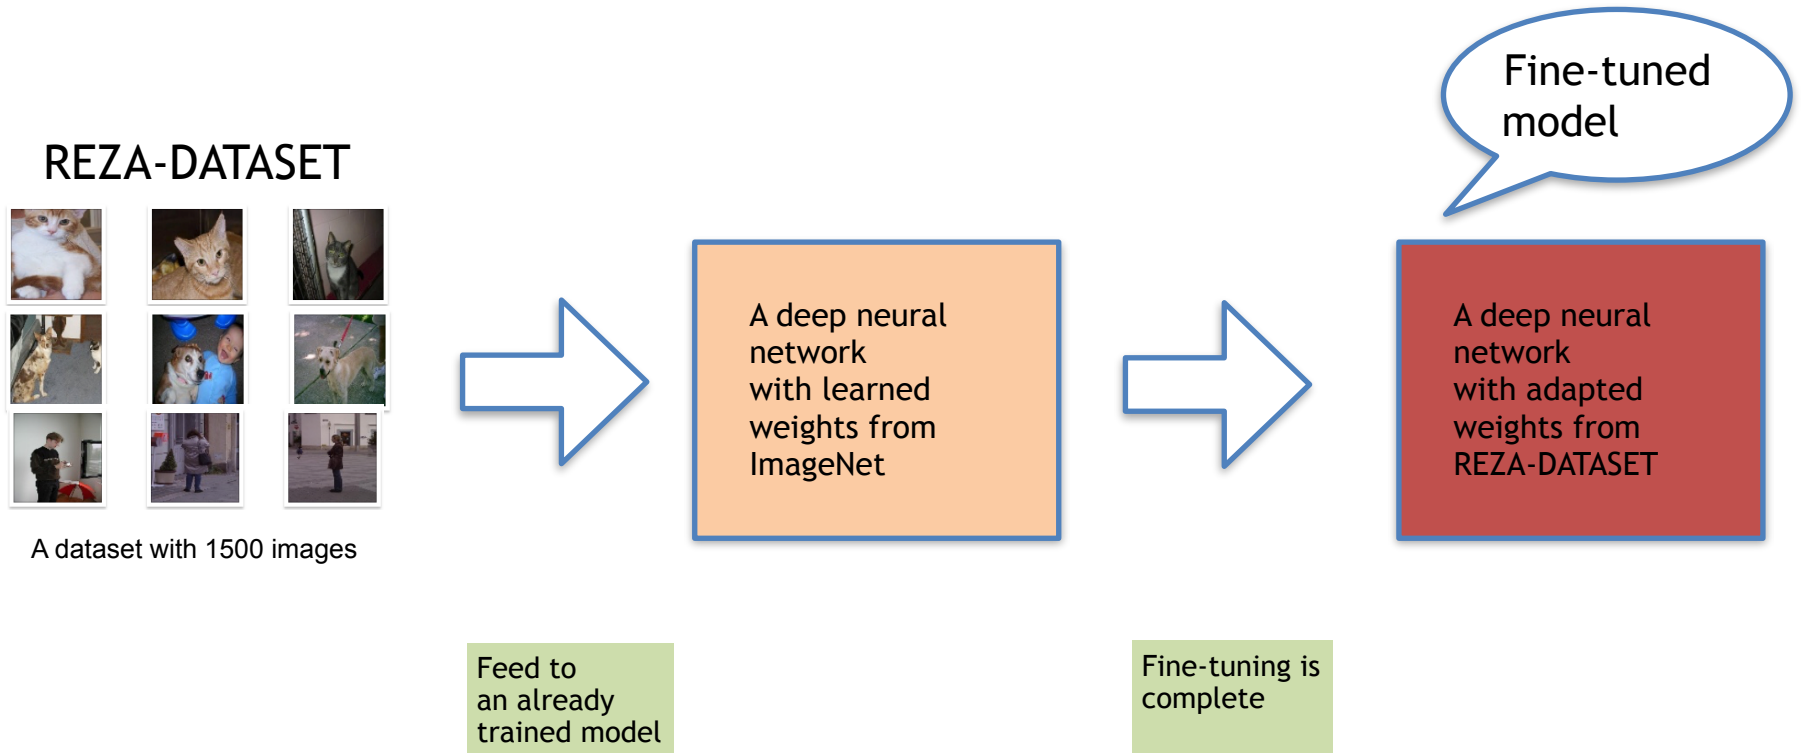 REZA-DATASET
A dataset with 1500 images
Feed to
an already
trained model
A deep neural
network
with learned
weights from
ImageNet
Fine-tuning is
complete
Fine-tuned
model
A deep neural
network
with adapted
weights from
REZA-DATASET